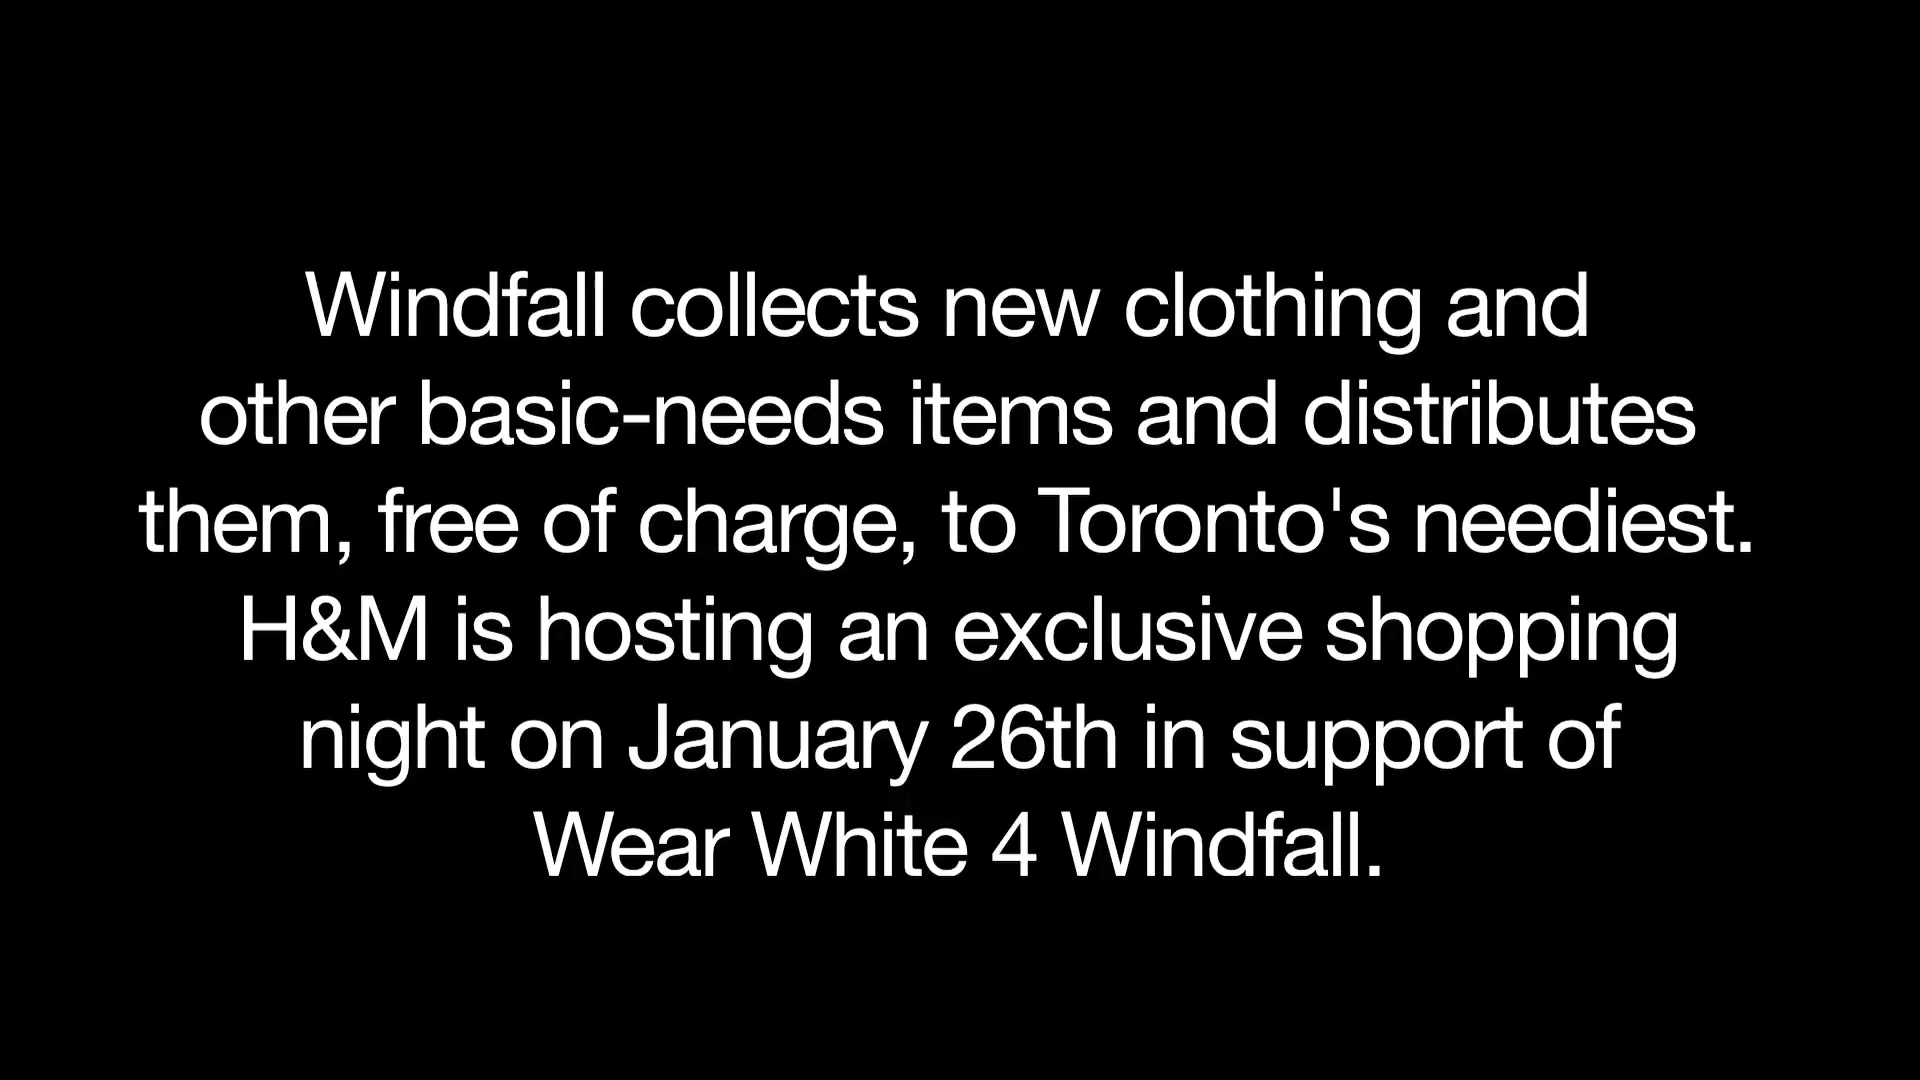 Windfall collects new clothing and
other basic-needs items and distributes
them, free of charge, to Toronto's neediest.
H&M is hosting an exclusive shopping
night on January 26th in support of
Wear White 4 Windfall.